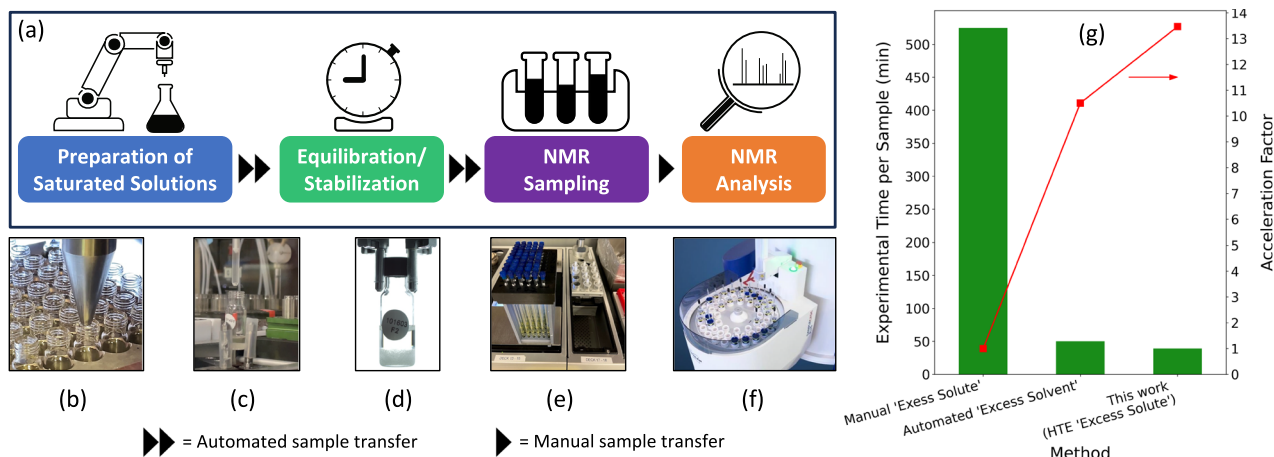 (a)
Preparation of
Saturated Solutions
Equilibration/
Stabilization
NMR
Sampling
NMR
Analysis
101602
F2
(b)
(c)
(d)
(e)
(f)
= Automated sample transfer
= Manual sample transfer
(g)
Experimental Time per Sample (min)
500
450
400
350
300
250
200
150
100
50
0
14
13
12
11
10
9
8
7
6
5
4
3
2
1
0
Acceleration Factor
Manual 'Exess Solute'
Automated 'Excess Solvent'
This work
(HTE 'Excess Solute')
Method